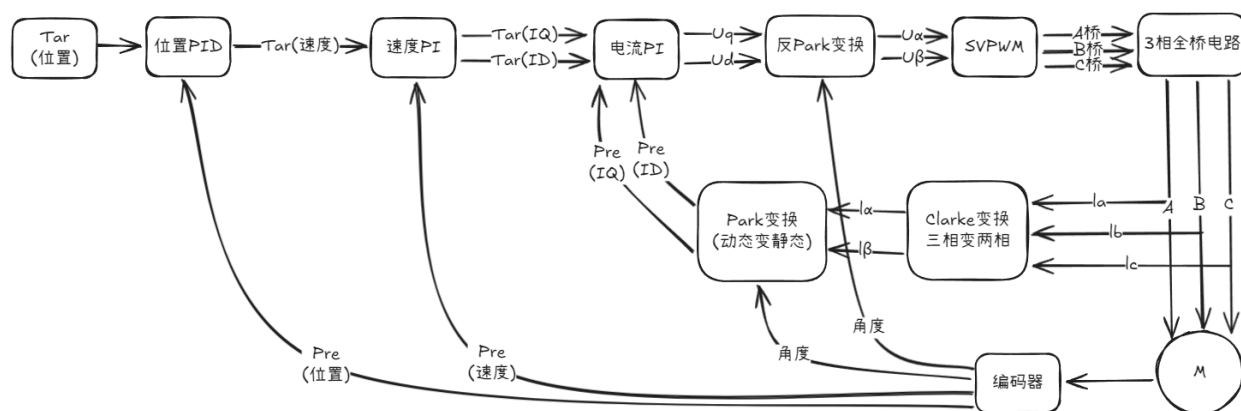 Tar
(位置)
位置PID
Tar(速度)
速度PI
Tar(IQ)
Tar(ID)
电流PI
Uq
Ud
反Park变换
Uα
Uβ
SVPWM
A桥
B桥
C桥
3相全桥电路
Pre
(IQ)
Pre
(ID)
Park变换
(动态变静态)
Iα
Iβ
Clarke变换
三相变两相
Ia
Ib
Ic
A
B
C
角度
角度
Pre
(位置)
Pre
(速度)
编码器
M